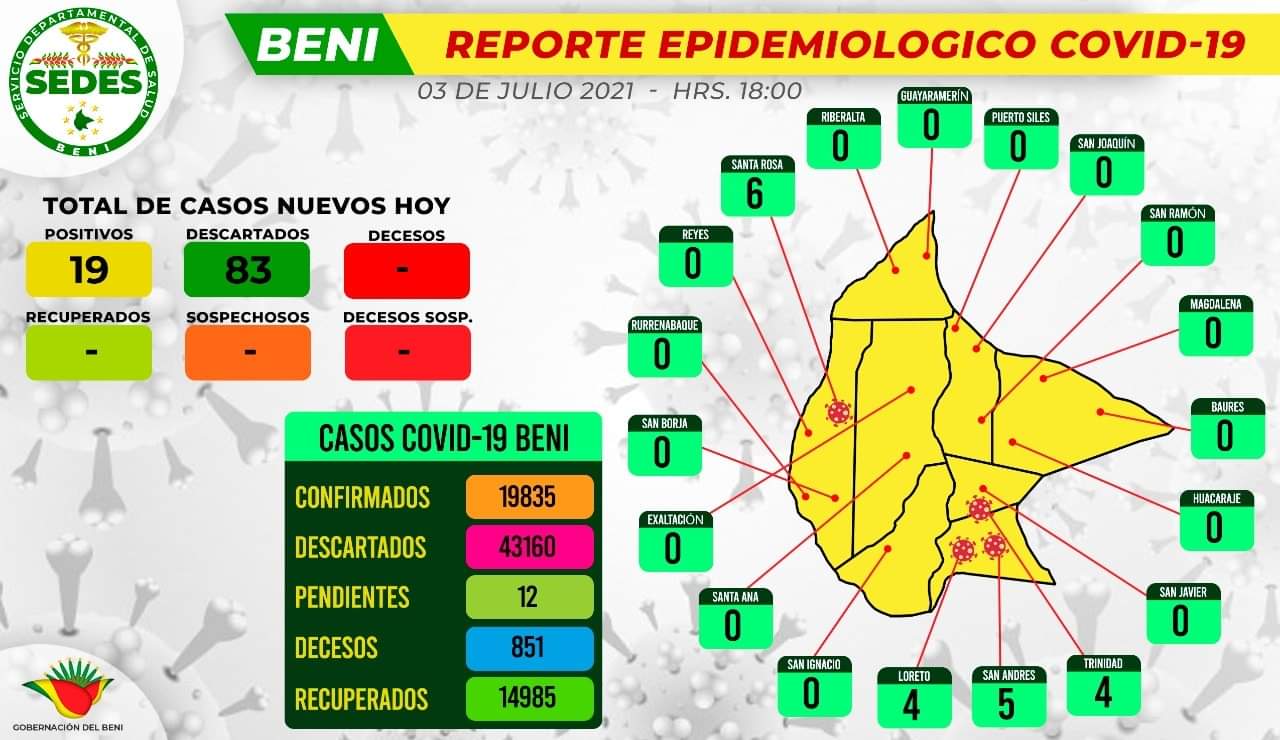 SERVICIO DEPARTAMENTAL DE SALUD
SEDES
BENI
BENI
REPORTE EPIDEMIOLOGICO COVID-19
03 DE JULIO 2021 - HRS. 18:00
TOTAL DE CASOS NUEVOS HOY
POSITIVOS DESCARTADOS DECESOS
19 83 -
RECUPERADOS SOSPECHOSOS DECESOS SOSP.
- - -
CASOS COVID-19 BENI
CONFIRMADOS 19835
DESCARTADOS 43160
PENDIENTES 12
DECESOS 851
RECUPERADOS 14985
GUAYARAMERÍN
0
RIBERALTA
0
PUERTO SILES
0
SAN JOAQUÍN
0
SANTA ROSA
6
SAN RAMÓN
0
REYES
0
MAGDALENA
0
RURRENABAQUE
0
BAURES
0
SAN BORJA
0
HUACARAJE
0
EXALTACIÓN
0
SAN JAVIER
0
SANTA ANA
0
SAN IGNACIO
0
LORETO
4
SAN ANDRES
5
TRINIDAD
4
GOBERNACIÓN DEL BENI